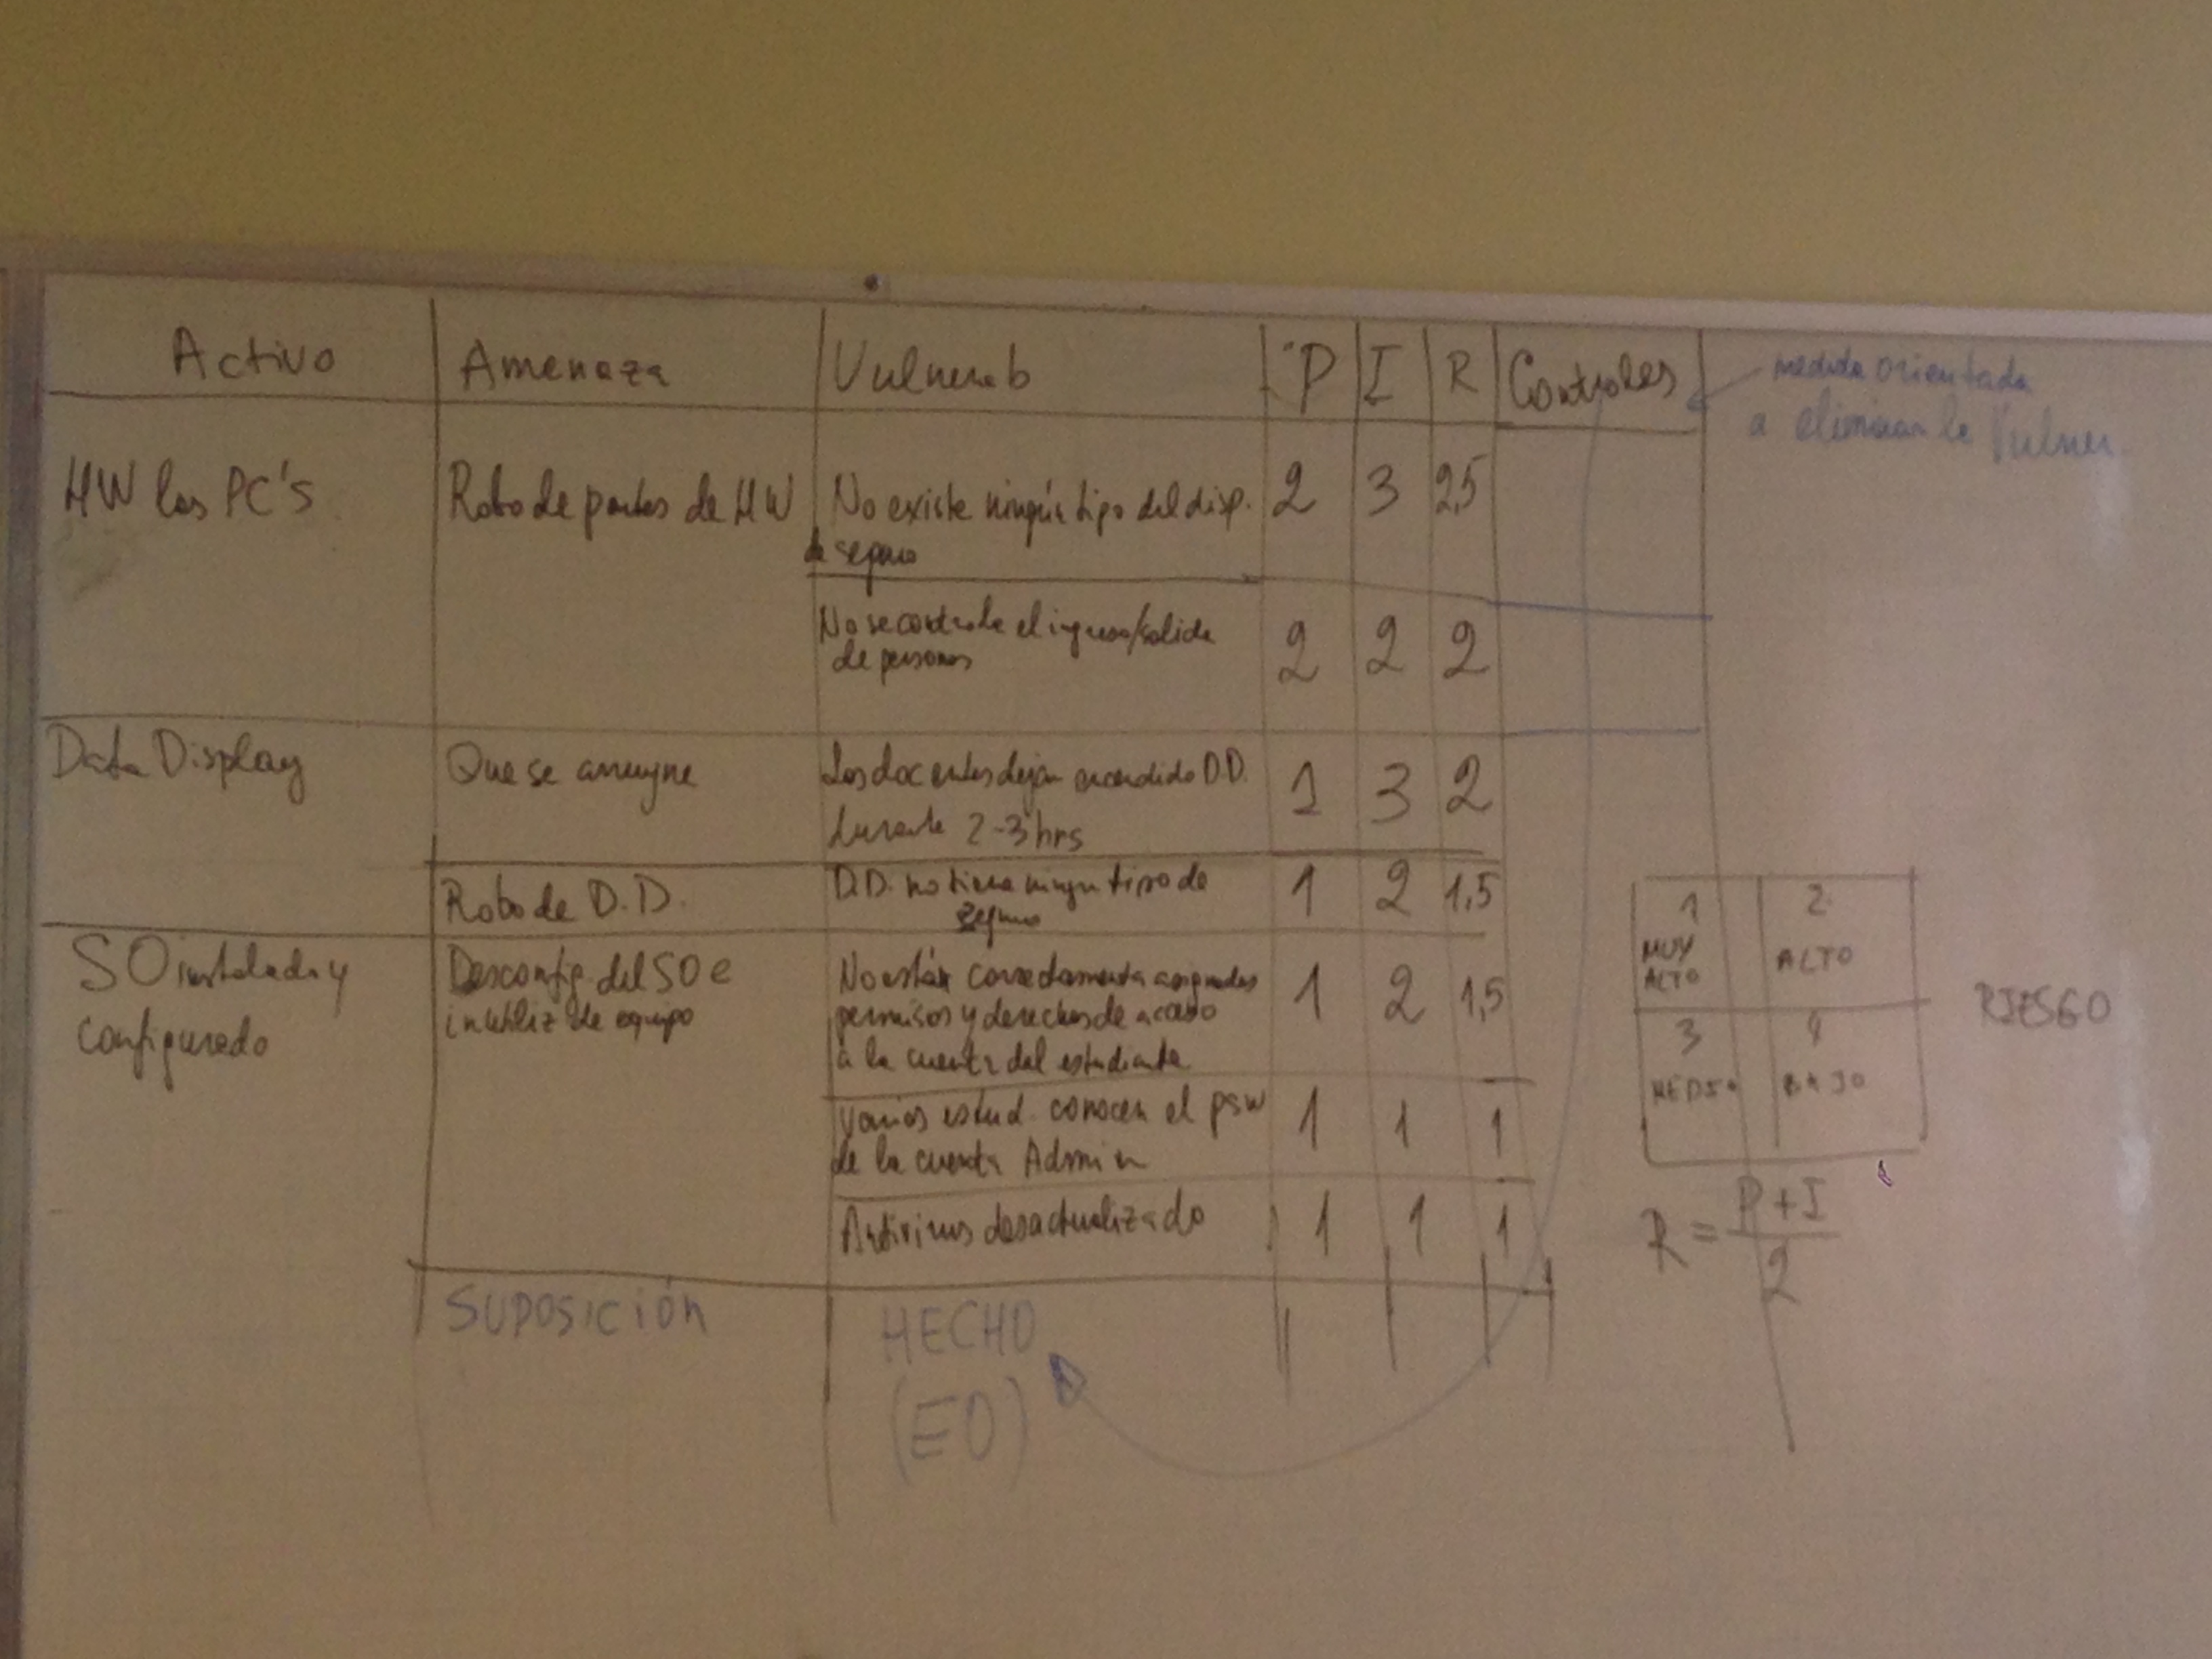 Activo Amenaza Vulnerab P I R Controles
medida orientada
a eliminar la Vulner.
HW las PC's Robo de partes de HW No existe ningún tipo del disp. 2 3 2,5
de seguro
No se controla el ingreso/salida 2 2 2
de personas
Data Display Que se arruyne Los docentes dejan encendido D.D. 1 3 2
durante 2-3 hrs
Robo de D.D. D.D. no tiene ningun tipo de 1 2 1,5
seguro
SO instalado y Desconfig. del SO e No están correctamente asignados 1 2 1,5
configurado inutiliz de equipo permisos y derechos de acceso
a la cuenta del estudiante
Varios estud. conocen el psw 1 1 1
de la cuenta Admin
Antivirus desactualizado 1 1 1
SUPOSICIÓN HECHO
(EO)
1 2
MUY ALTO
ALTO
RIESGO
3 4
MEDIO BAJO
R = P+I
2